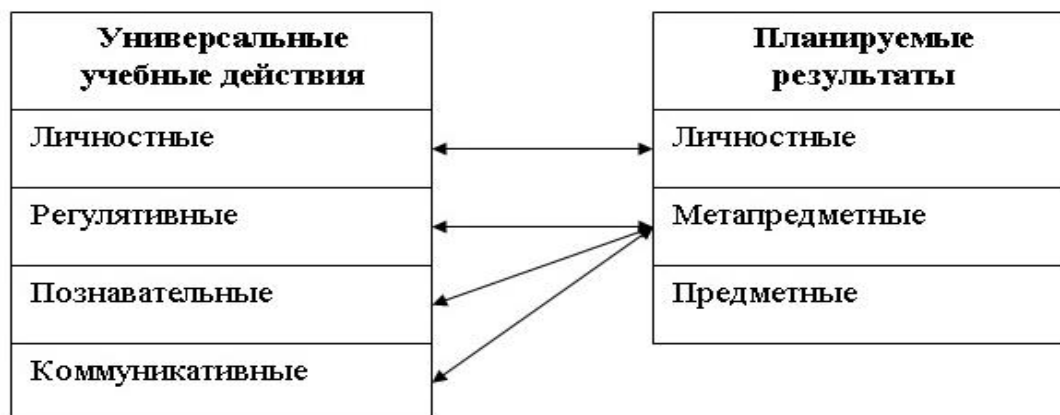 Универсальные
учебные действия
Личностные
Регулятивные
Познавательные
Коммуникативные
Планируемые
результаты
Личностные
Метапредметные
Предметные